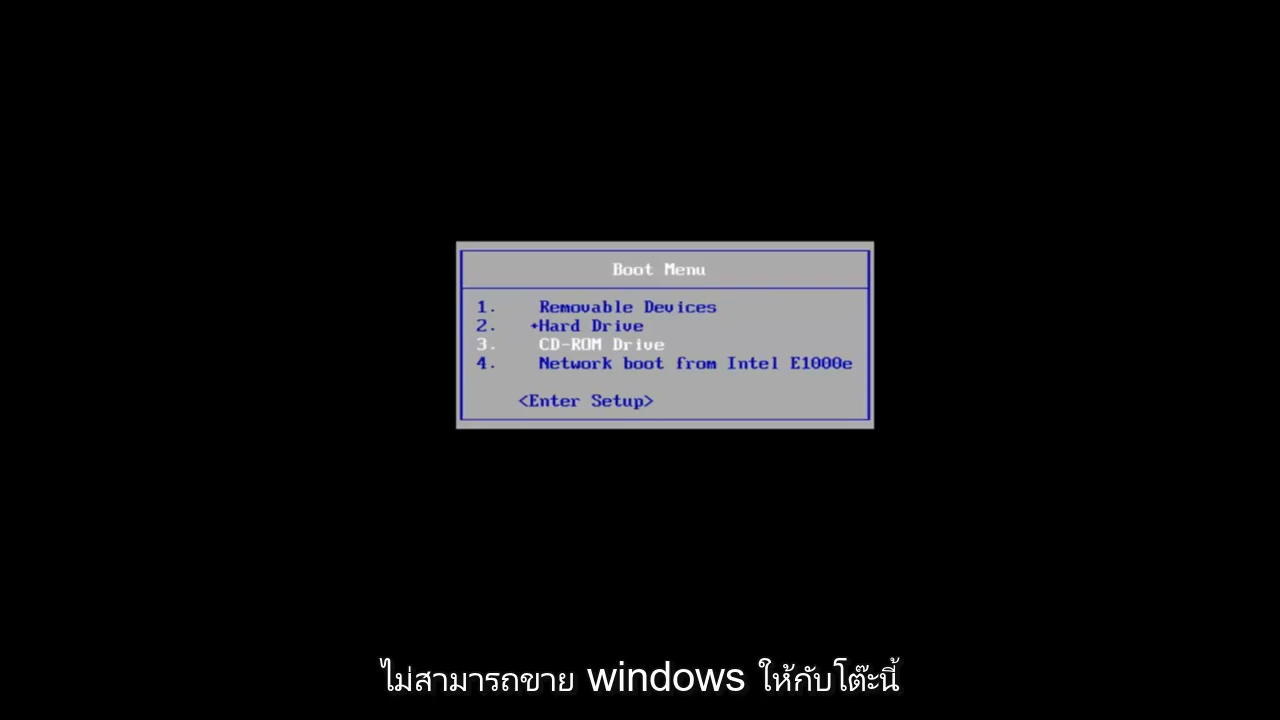 Boot Menu
1. Removable Devices
2. +Hard Drive
3. CD-ROM Drive
4. Network boot from Intel E1000e
<Enter Setup>
ไม่สามารถขาย windows ให้กับโต๊ะนี้